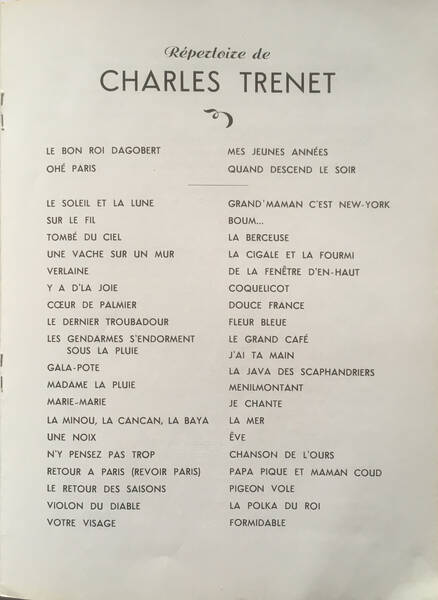 Répertoire de
CHARLES TRENET
LE BON ROI DAGOBERT
OHÉ PARIS
MES JEUNES ANNÉES
QUAND DESCEND LE SOIR
LE SOLEIL ET LA LUNE
SUR LE FIL
TOMBÉ DU CIEL
UNE VACHE SUR UN MUR
VERLAINE
Y A D'LA JOIE
CŒUR DE PALMIER
LE DERNIER TROUBADOUR
LES GENDARMES S'ENDORMENT
SOUS LA PLUIE
GALA-POTE
MADAME LA PLUIE
MARIE-MARIE
LA MINOU, LA CANCAN, LA BAYA
UNE NOIX
N'Y PENSEZ PAS TROP
RETOUR A PARIS (REVOIR PARIS)
LE RETOUR DES SAISONS
VIOLON DU DIABLE
VOTRE VISAGE
GRAND'MAMAN C'EST NEW-YORK
BOUM...
LA BERCEUSE
LA CIGALE ET LA FOURMI
DE LA FENÊTRE D'EN-HAUT
COQUELICOT
DOUCE FRANCE
FLEUR BLEUE
LE GRAND CAFÉ
J'AI TA MAIN
LA JAVA DES SCAPHANDRIERS
MENILMONTANT
JE CHANTE
LA MER
ÈVE
CHANSON DE L'OURS
PAPA PIQUE ET MAMAN COUD
PIGEON VOLE
LA POLKA DU ROI
FORMIDABLE